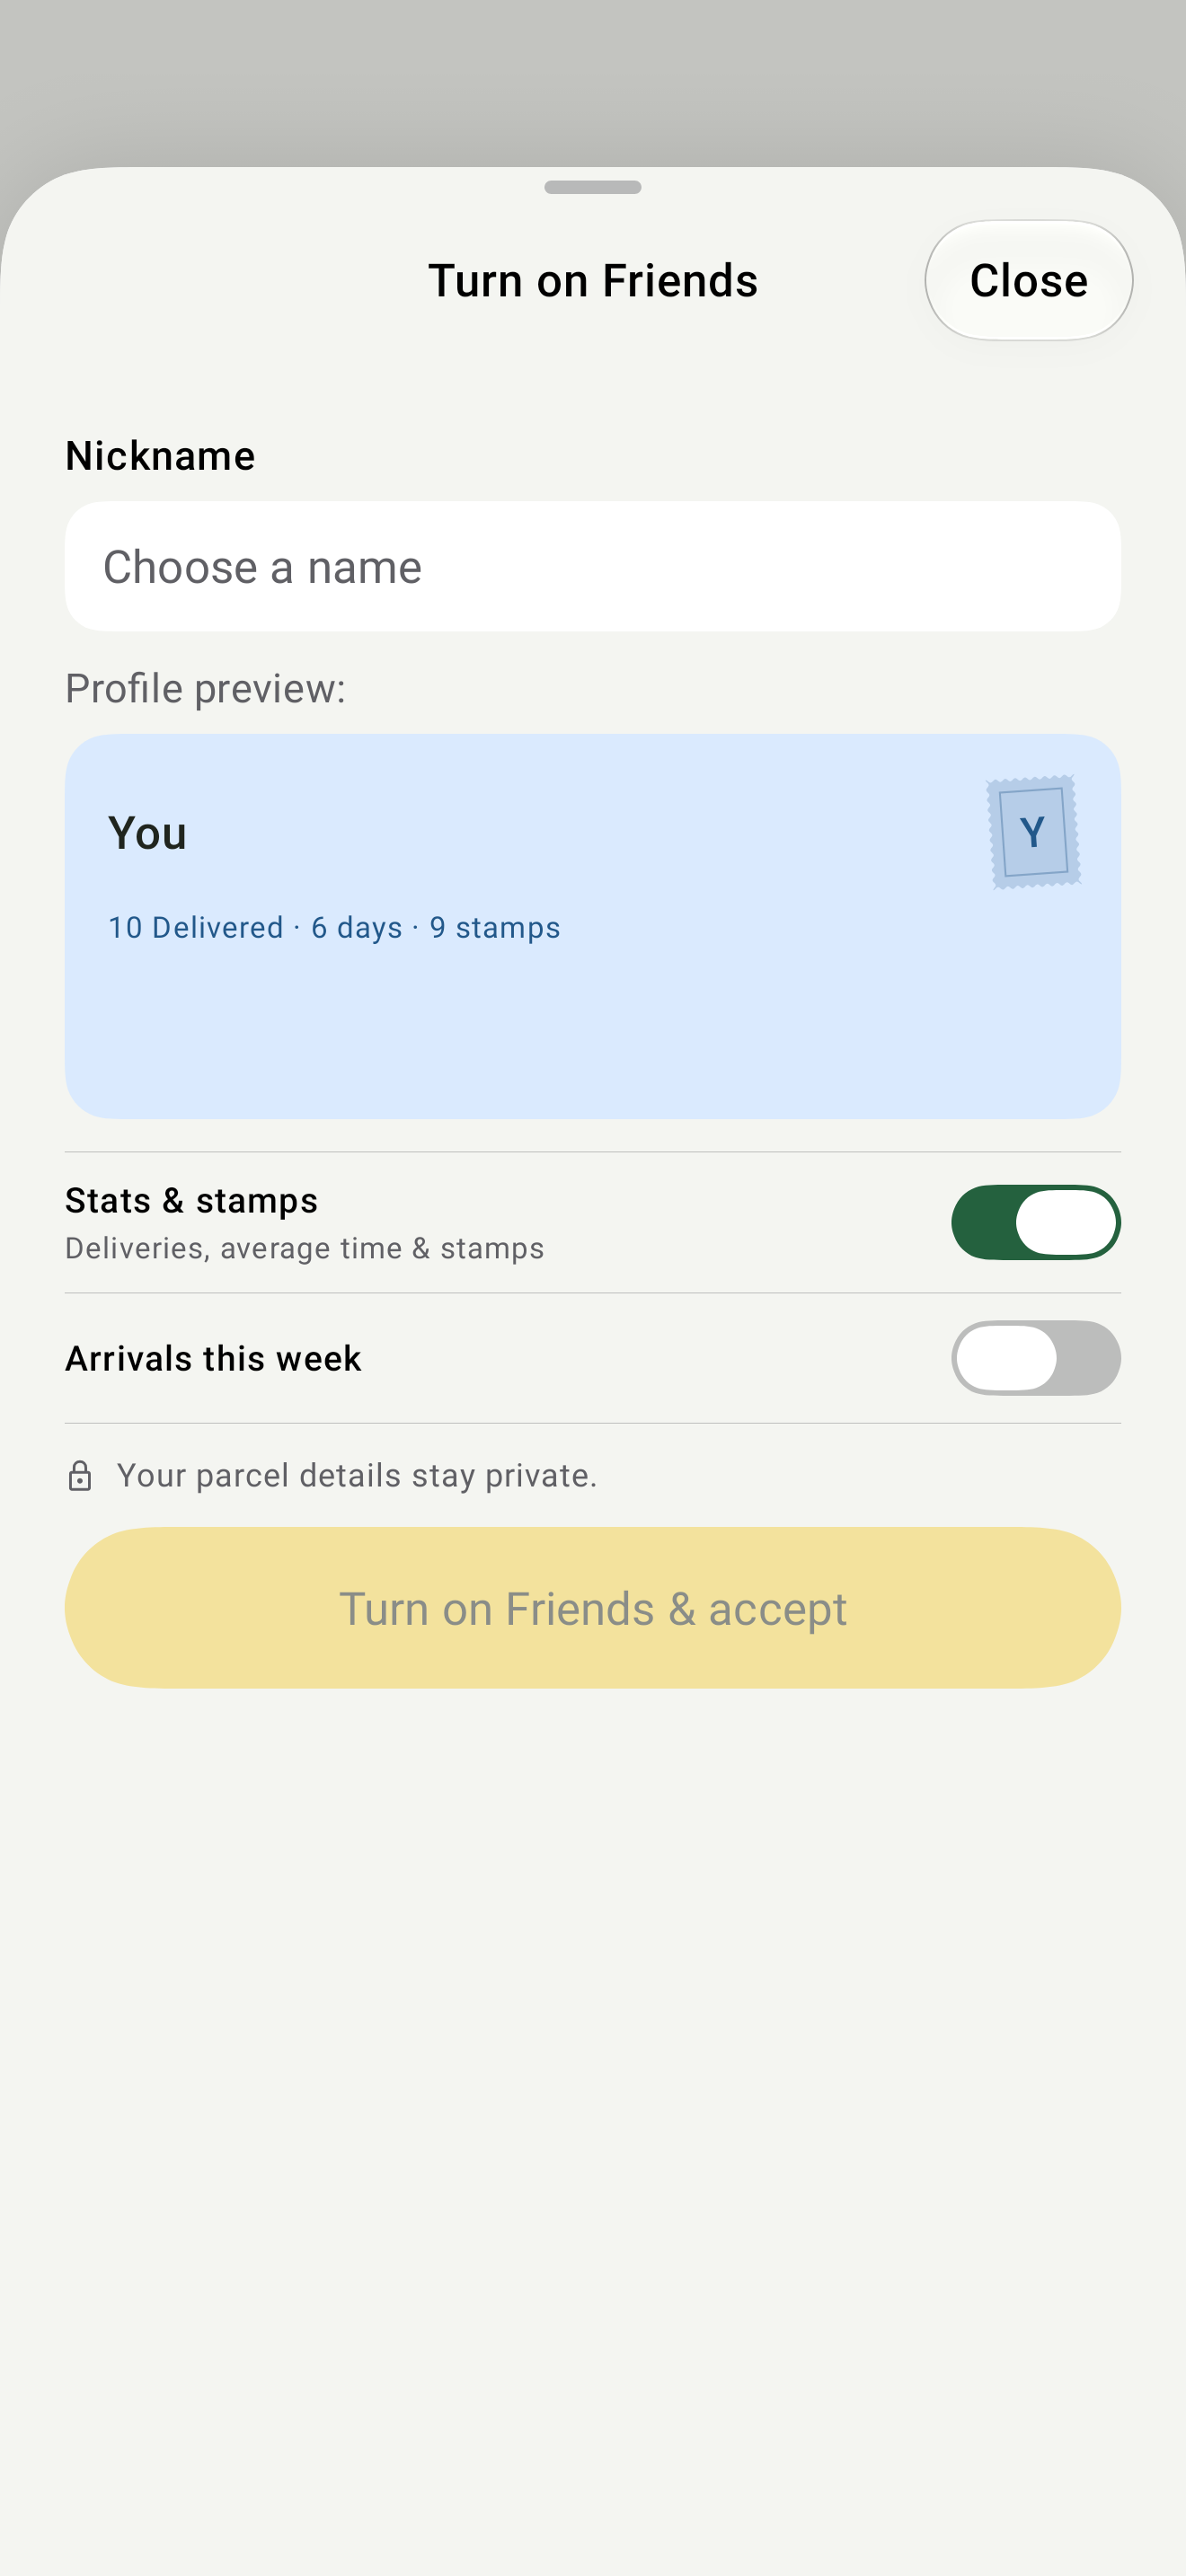 Turn on Friends
Close
Nickname
Choose a name
Profile preview:
You
Y
10 Delivered · 6 days · 9 stamps
Stats & stamps
Deliveries, average time & stamps
Arrivals this week
Your parcel details stay private.
Turn on Friends & accept